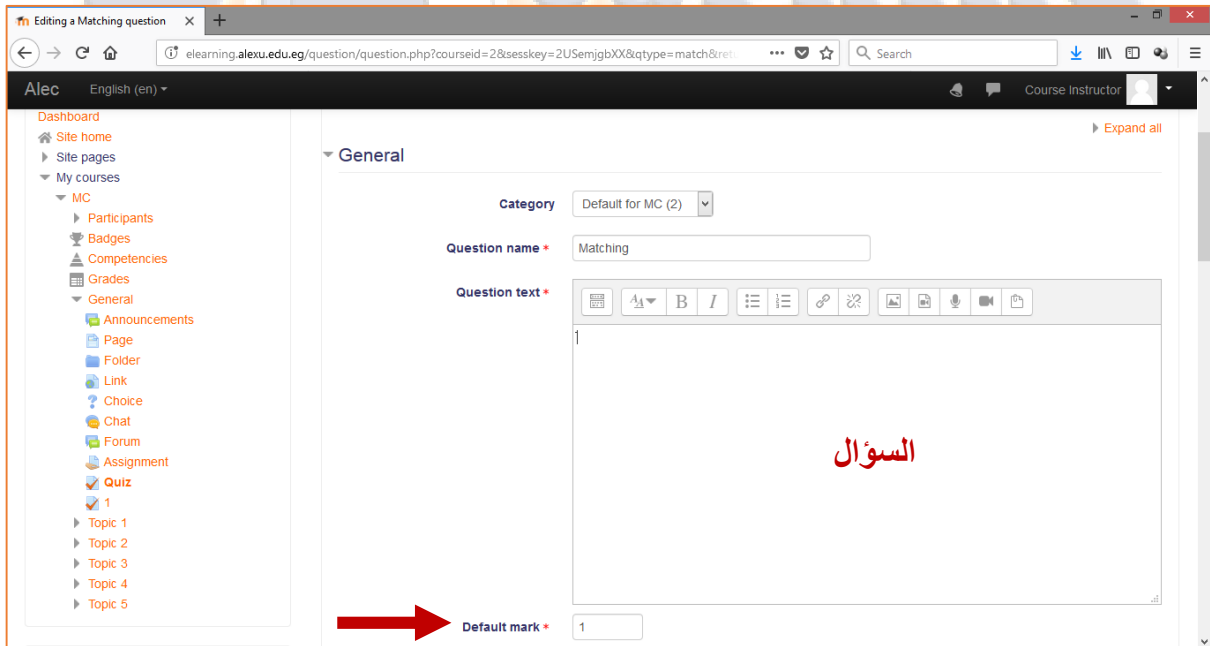 Editing a Matching question
elearning.alexu.edu.eg/question/question.php?courseid=2&sesskey=2USemjgbXX&qtype=match&ret
Search
Alec English (en)
Course Instructor
Dashboard
Site home
Site pages
My courses
MC
Participants
Badges
Competencies
Grades
General
Announcements
Page
Folder
Link
Choice
Chat
Forum
Assignment
Quiz
1
Topic 1
Topic 2
Topic 3
Topic 4
Topic 5
Expand all
General
Category Default for MC (2)
Question name * Matching
Question text *
B I
السؤال
Default mark * 1